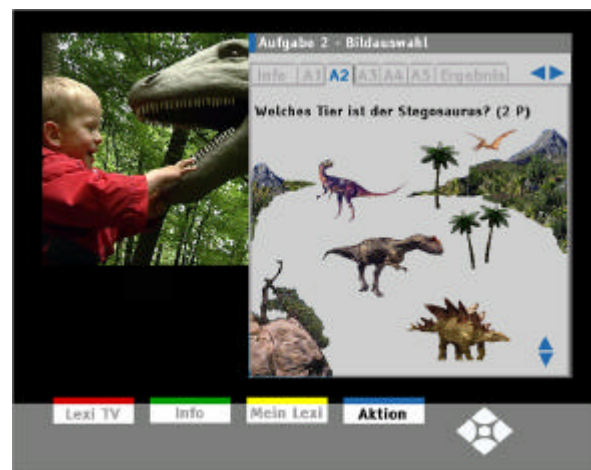 Aufgabe 2 - Bildauswahl
Info A1 A2 A3 A4 A5 Ergebnis
Welches Tier ist der Stegosaurus? (2 P)
Lexi TV Info Mein Lexi Aktion